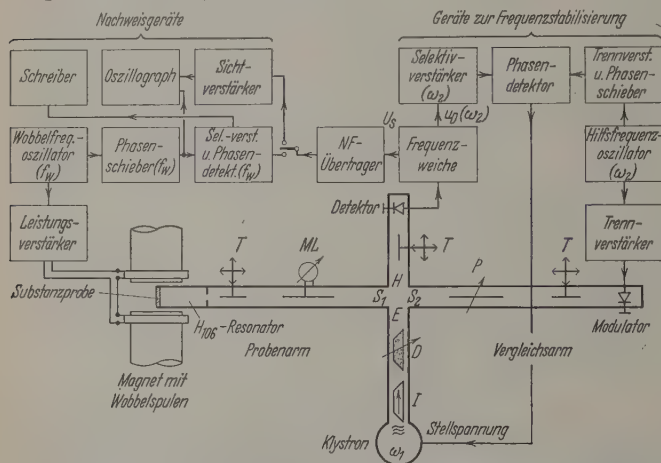 Nachweisgeräte
Geräte zur Frequenzstabilisierung
Schreiber
Oszillograph
Sicht-
verstärker
Selektiv-
verstärker
(ω2)
Phasen-
detektor
Trennverst.
u. Phasen-
schieber
Wobbelfreq.-
oszillator
(fw)
Phasen-
schieber(fw)
Sel.-verst.
u. Phasen-
detekt.(fw)
NF-
Übertrager
US
uD(ω2)
Frequenz-
weiche
Hilfsfrequenz-
oszillator
(ω2)
Leistungs-
verstärker
Detektor
Trenn-
verstärker
T
ML
T
P
T
H
S1
S2
E
Substanzprobe
H106-Resonator
Probenarm
Modulator
D
Vergleichsarm
Magnet mit
Wobbelspulen
I
Klystron
ω1
Stellspannung